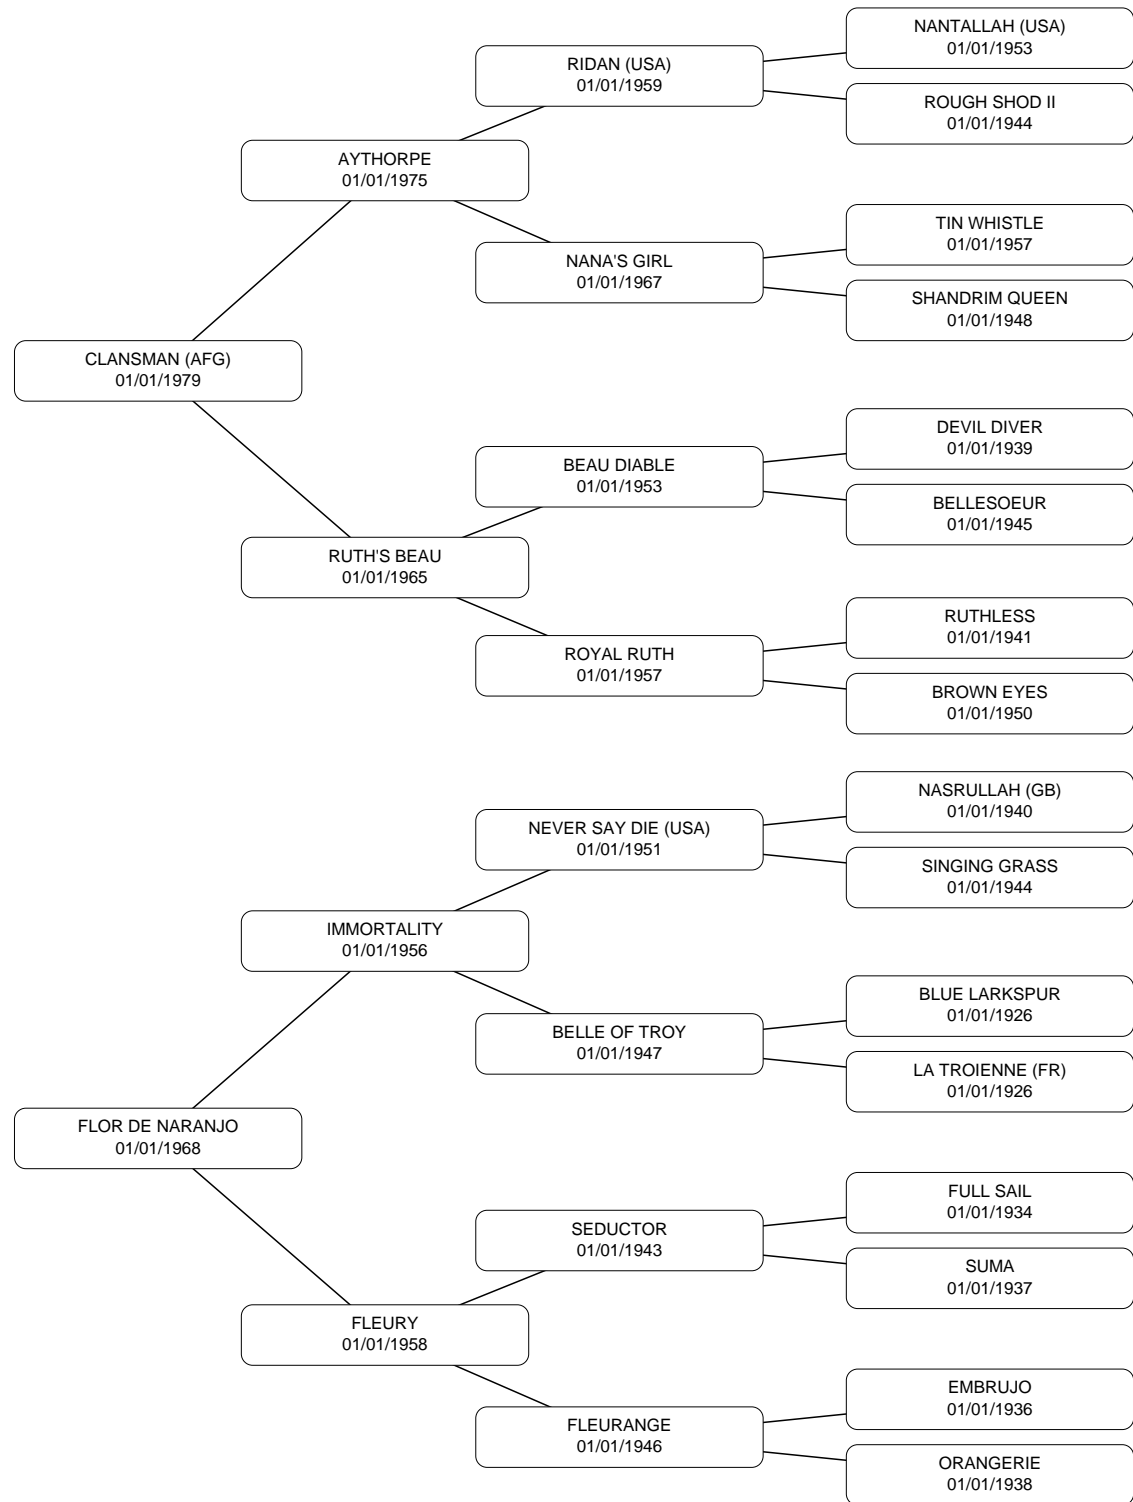 NANTALLAH (USA)
01/01/1953
RIDAN (USA)
01/01/1959
ROUGH SHOD II
01/01/1944
AYTHORPE
01/01/1975
TIN WHISTLE
01/01/1957
NANA'S GIRL
01/01/1967
SHANDRIM QUEEN
01/01/1948
CLANSMAN (AFG)
01/01/1979
DEVIL DIVER
01/01/1939
BEAU DIABLE
01/01/1953
BELLESOEUR
01/01/1945
RUTH'S BEAU
01/01/1965
RUTHLESS
01/01/1941
ROYAL RUTH
01/01/1957
BROWN EYES
01/01/1950
NASRULLAH (GB)
01/01/1940
NEVER SAY DIE (USA)
01/01/1951
SINGING GRASS
01/01/1944
IMMORTALITY
01/01/1956
BLUE LARKSPUR
01/01/1926
BELLE OF TROY
01/01/1947
LA TROIENNE (FR)
01/01/1926
FLOR DE NARANJO
01/01/1968
FULL SAIL
01/01/1934
SEDUCTOR
01/01/1943
SUMA
01/01/1937
FLEURY
01/01/1958
EMBRUJO
01/01/1936
FLEURANGE
01/01/1946
ORANGERIE
01/01/1938